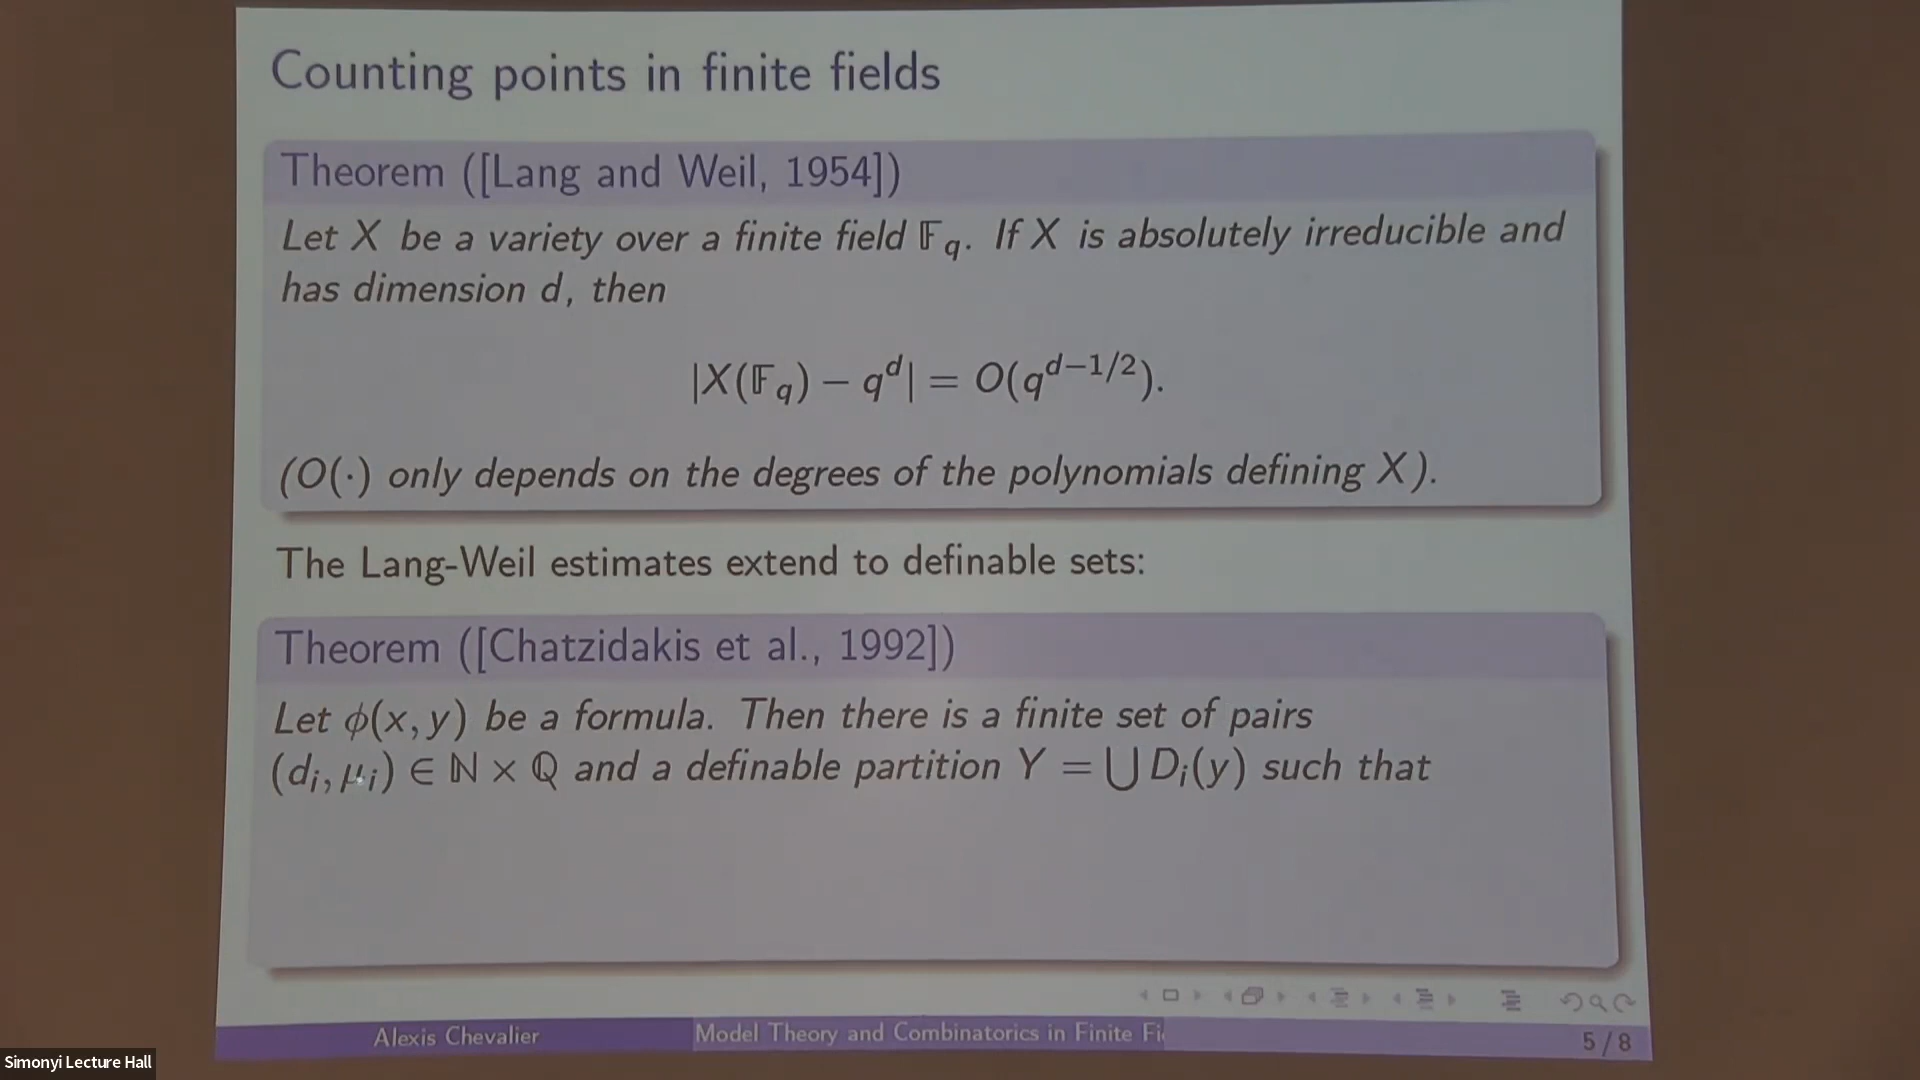 Counting points in finite fields
Theorem ([Lang and Weil, 1954])
Let X be a variety over a finite field 𝔽_q. If X is absolutely irreducible and
has dimension d, then
|X(𝔽_q) − q^d| = O(q^{d−1/2}).
(O(·) only depends on the degrees of the polynomials defining X).
The Lang-Weil estimates extend to definable sets:
Theorem ([Chatzidakis et al., 1992])
Let ϕ(x, y) be a formula. Then there is a finite set of pairs
(d_i, μ_i) ∈ ℕ × ℚ and a definable partition Y = ⋃ D_i(y) such that
Alexis Chevalier
Model Theory and Combinatorics in Finite Fi
5 / 8
Simonyi Lecture Hall